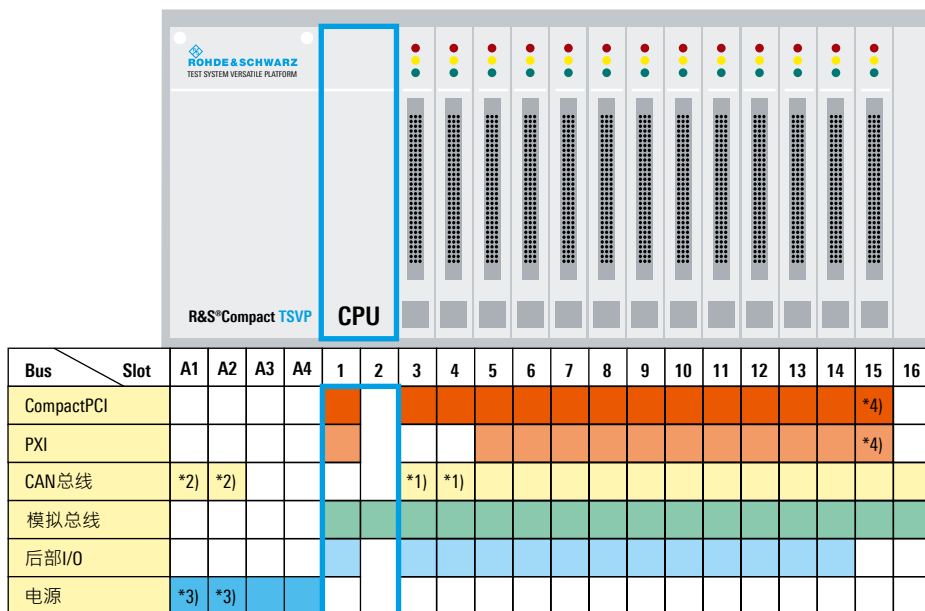 ROHDE&SCHWARZ
TEST SYSTEM VERSATILE PLATFORM
R&S®Compact TSVP
CPU
Bus Slot A1 A2 A3 A4 1 2 3 4 5 6 7 8 9 10 11 12 13 14 15 16
CompactPCI *4)
PXI *4)
CAN总线 *2) *2) *1) *1)
模拟总线
后部I/0
电源 *3) *3)